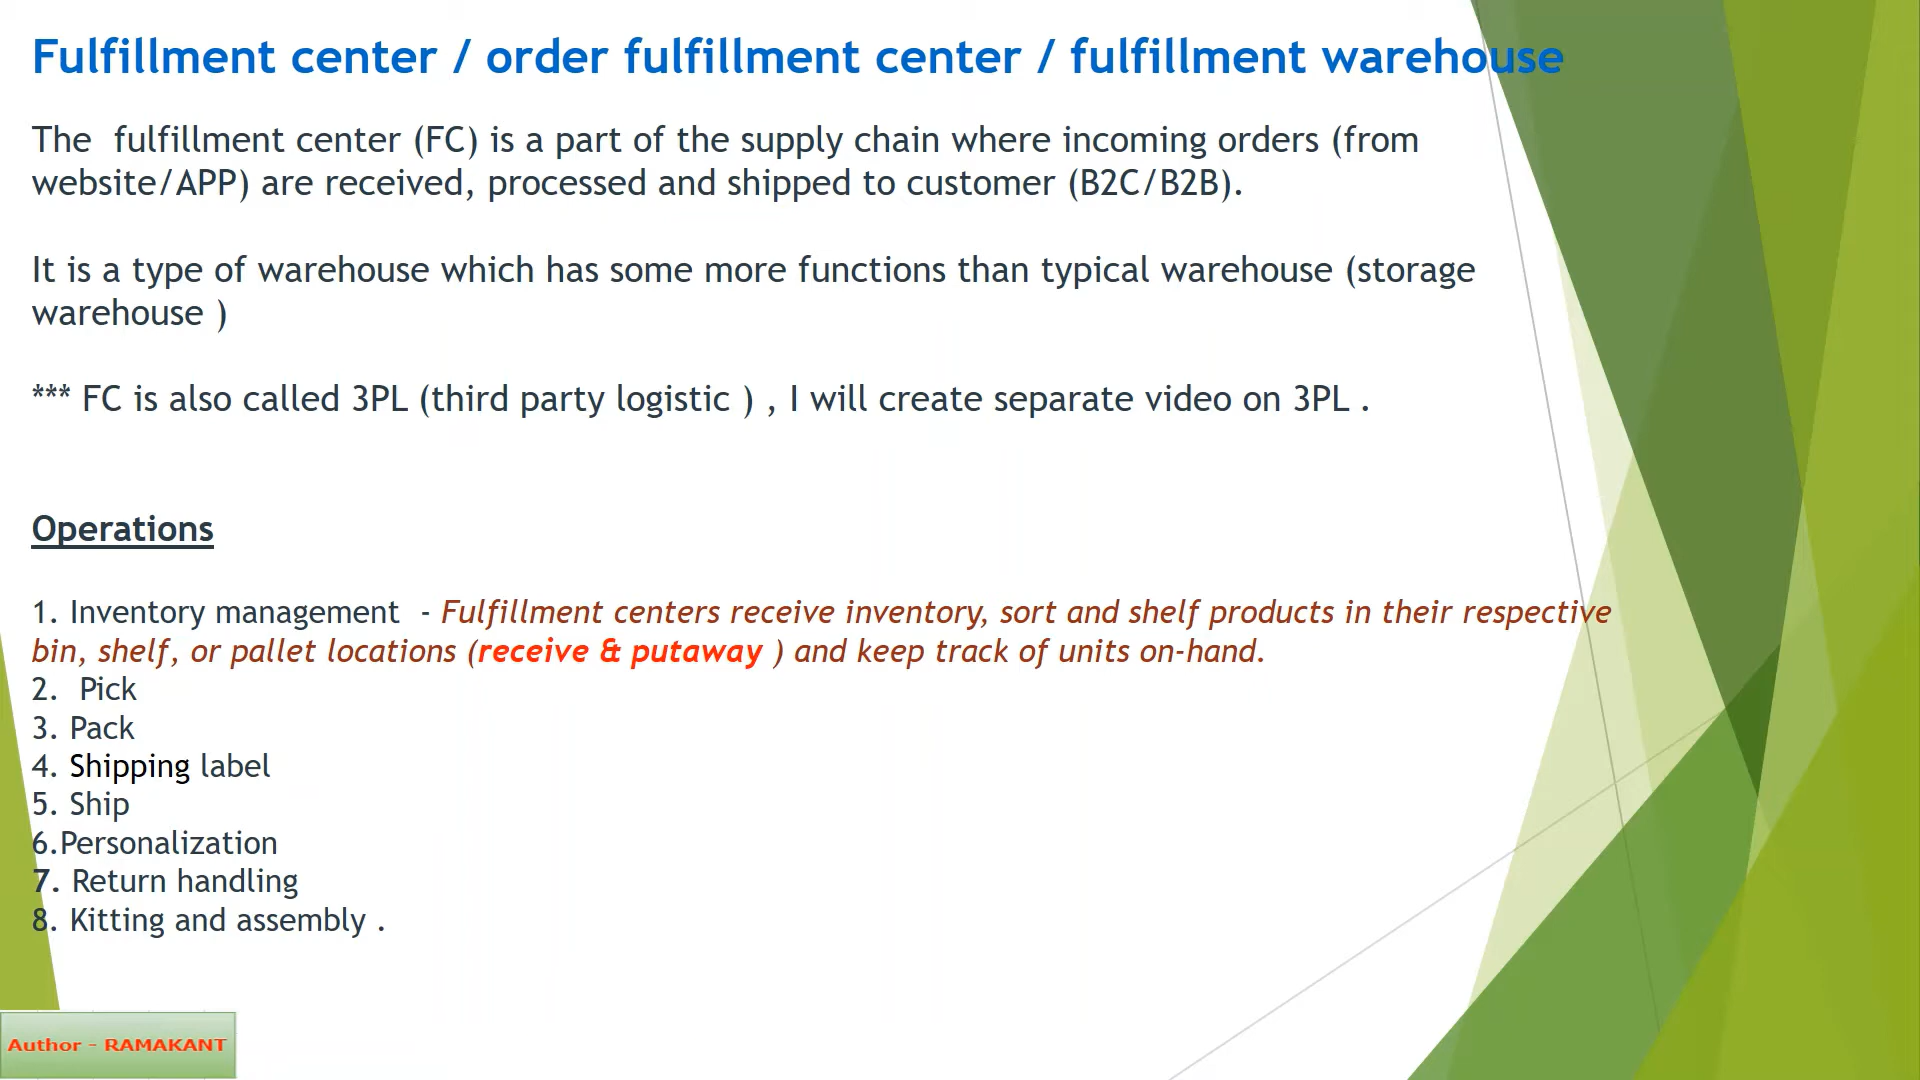 Fulfillment center / order fulfillment center / fulfillment warehouse
The fulfillment center (FC) is a part of the supply chain where incoming orders (from
website/APP) are received, processed and shipped to customer (B2C/B2B).
It is a type of warehouse which has some more functions than typical warehouse (storage
warehouse )
*** FC is also called 3PL (third party logistic ) , I will create separate video on 3PL .
Operations
1. Inventory management - Fulfillment centers receive inventory, sort and shelf products in their respective
bin, shelf, or pallet locations (receive & putaway ) and keep track of units on-hand.
2. Pick
3. Pack
4. Shipping label
5. Ship
6.Personalization
7. Return handling
8. Kitting and assembly .
Author - RAMAKANT